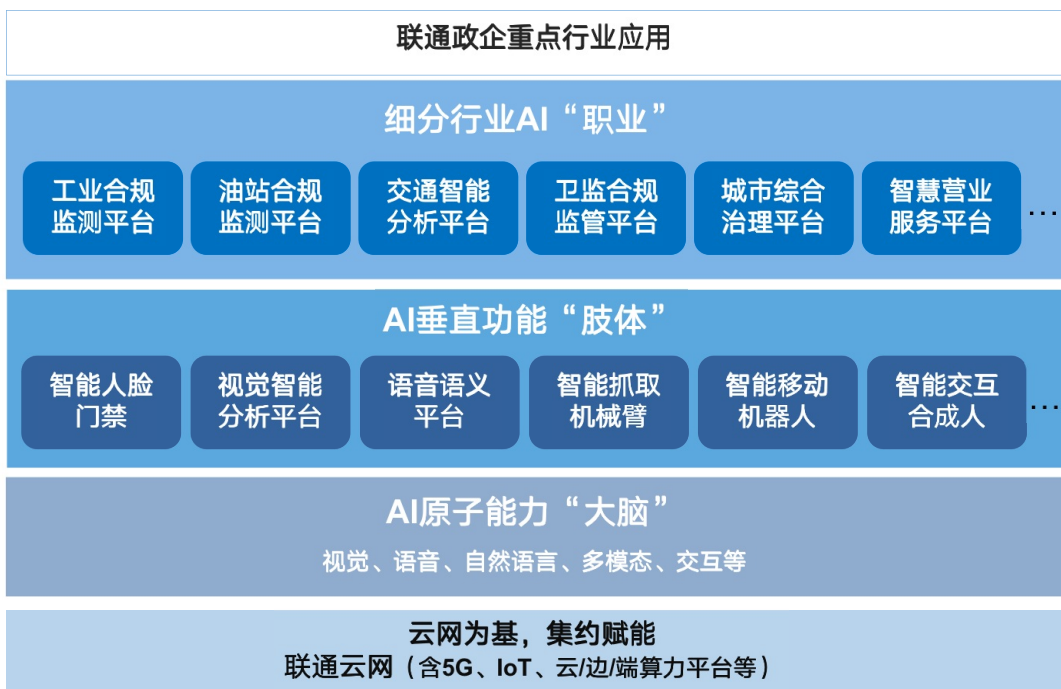 联通政企重点行业应用
细分行业AI“职业”
工业合规
监测平台
油站合规
监测平台
交通智能
分析平台
卫监合规
监管平台
城市综合
治理平台
智慧营业
服务平台
...
AI垂直功能“肢体”
智能人脸
门禁
视觉智能
分析平台
语音语义
平台
智能抓取
机械臂
智能移动
机器人
智能交互
合成人
...
AI原子能力“大脑”
视觉、语音、自然语言、多模态、交互等
云网为基，集约赋能
联通云网（含5G、IoT、云/边/端算力平台等）